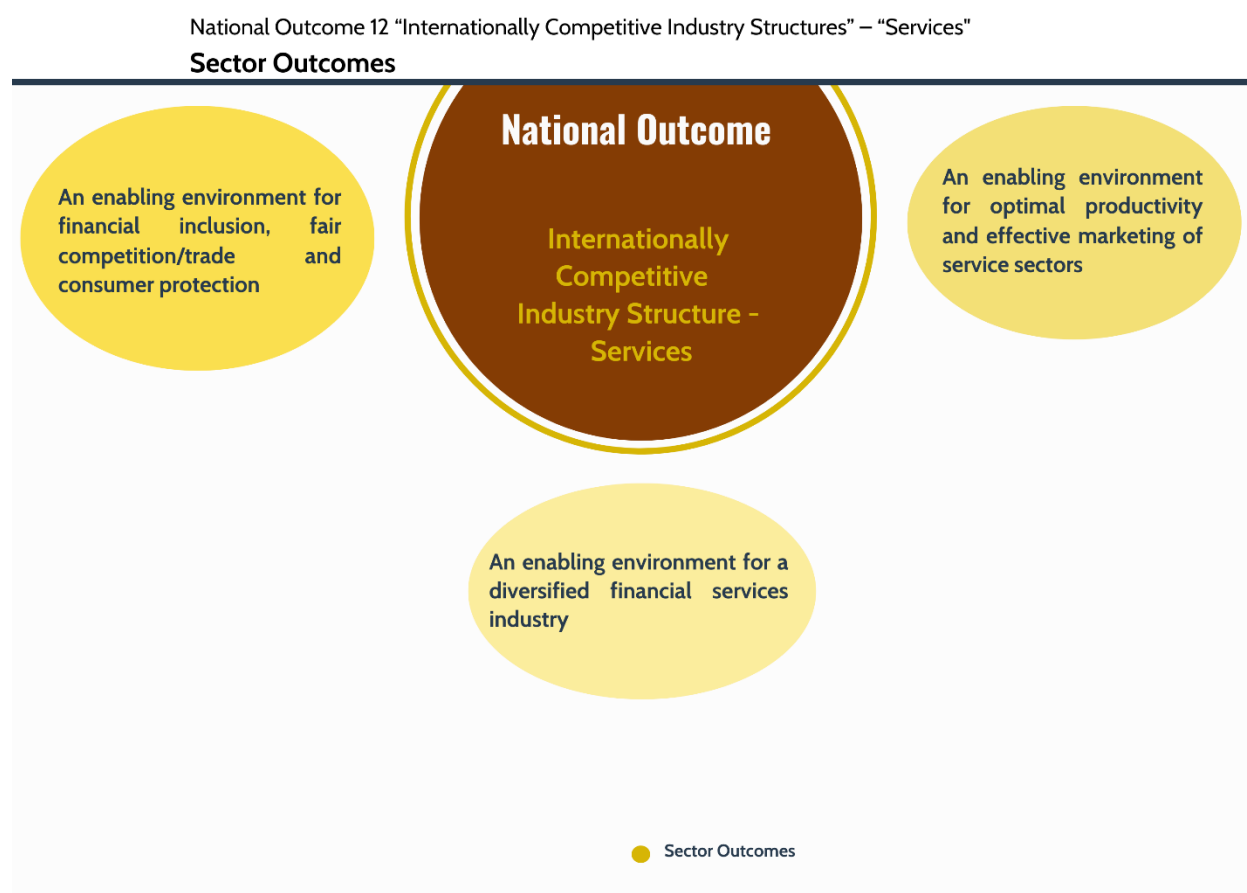 National Outcome 12 “Internationally Competitive Industry Structures” – “Services"
Sector Outcomes
National Outcome
Internationally
Competitive
Industry Structure -
Services
An enabling environment for
financial inclusion, fair
competition/trade and
consumer protection
An enabling environment
for optimal productivity
and effective marketing of
service sectors
An enabling environment for a
diversified financial services
industry
Sector Outcomes